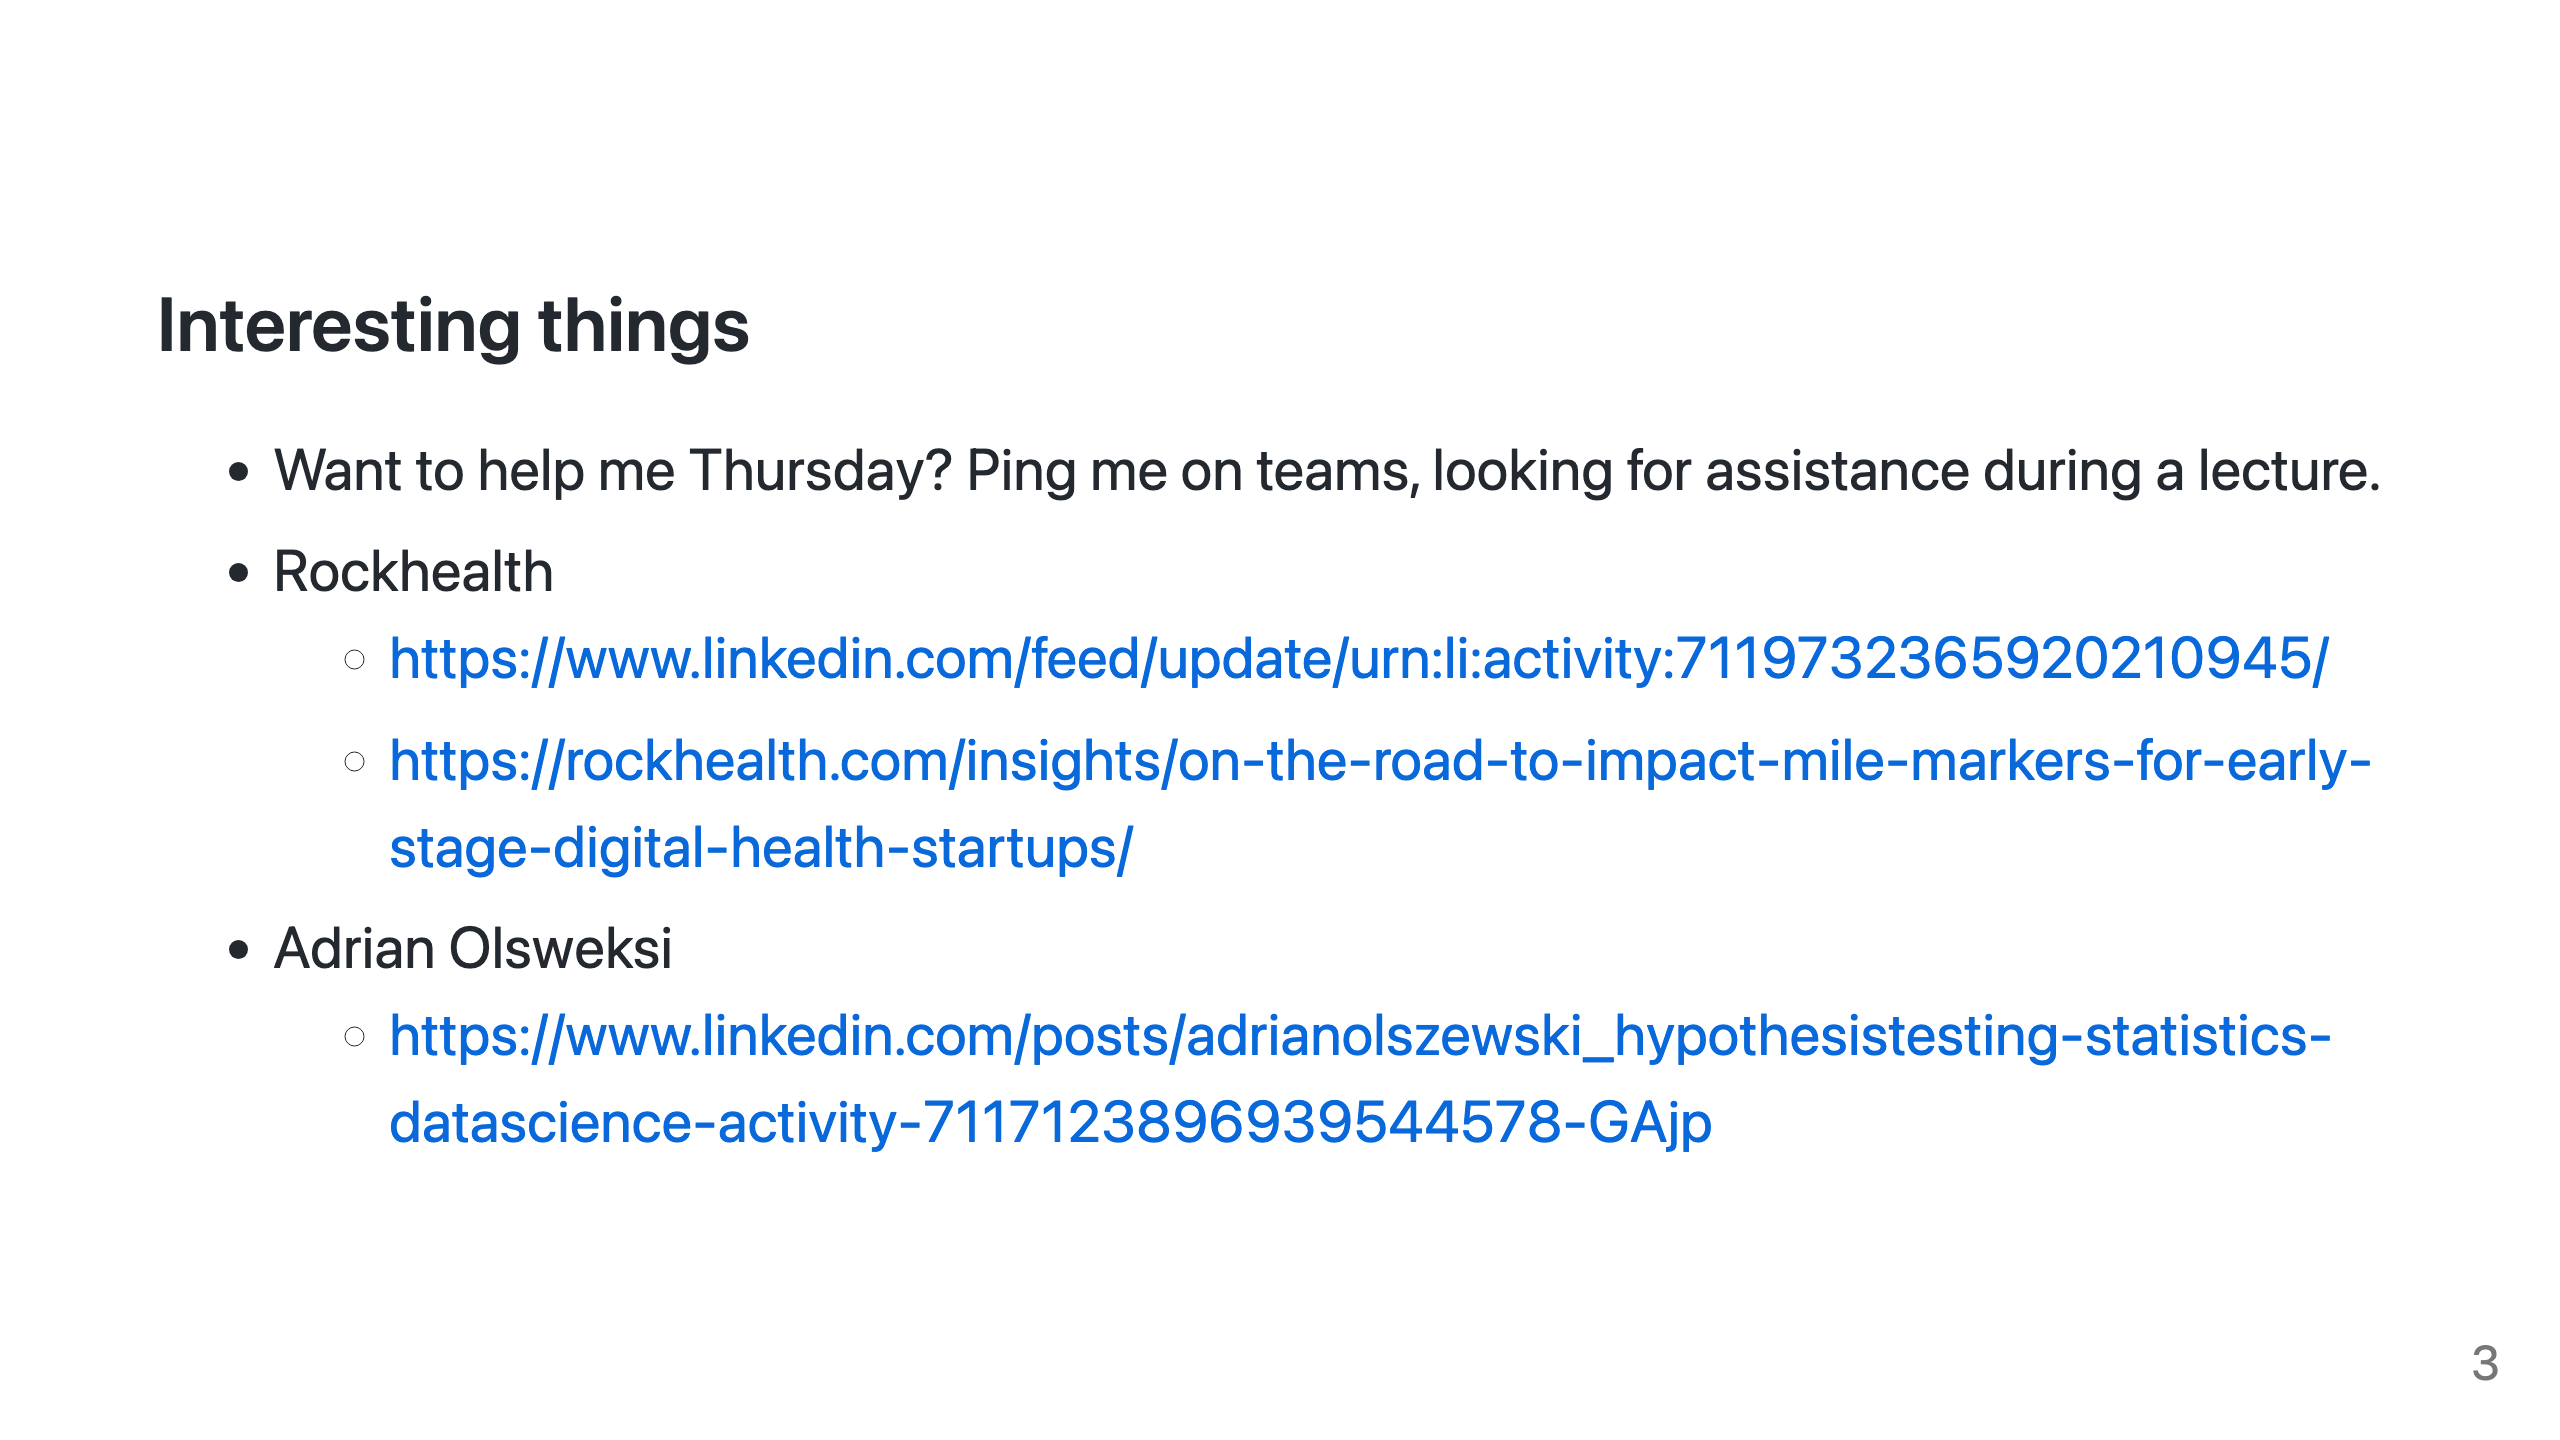 Interesting things
• Want to help me Thursday? Ping me on teams, looking for assistance during a lecture.
• Rockhealth
○ https://www.linkedin.com/feed/update/urn:li:activity:7119732365920210945/
○ https://rockhealth.com/insights/on-the-road-to-impact-mile-markers-for-early-
stage-digital-health-startups/
• Adrian Olsweksi
○ https://www.linkedin.com/posts/adrianolszewski_hypothesistesting-statistics-
datascience-activity-7117123896939544578-GAjp
3